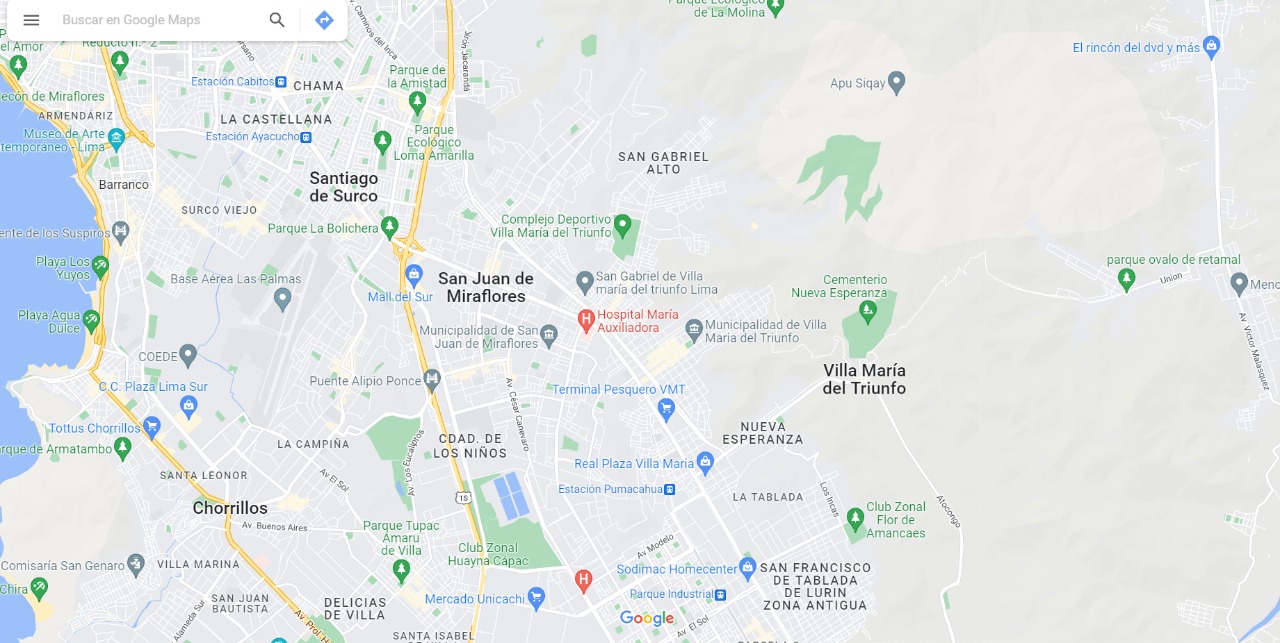 Buscar en Google Maps
Parque Ecológico
de La Molina
El rincón del dvd y más
Av. Caminos del Inca
Jiron Jacaranda
el Amor
Reducto n.º 2
Parque de
la Amistad
Apu Siqay
Estación Cabitos
CHAMA
ecón de Miraflores
ARMENDÁRIZ
LA CASTELLANA
Museo de Arte
temporáneo - Lima
Estación Ayacucho
Parque
Ecológico
Loma Amarilla
SAN GABRIEL
ALTO
Barranco
Santiago
de Surco
SURCO VIEJO
ente de los Suspiros
Parque La Bolichera
Complejo Deportivo
Villa María del Triunfo
Playa Los
Yuyos
Base Aérea Las Palmas
Mall del Sur
San Juan de
Miraflores
San Gabriel de Villa
maría del triunfo Lima
Cementerio
Nueva Esperanza
parque ovalo de retamal
Union
Playa Agua
Dulce
Municipalidad de San
Juan de Miraflores
Hospital María
Auxiliadora
Municipalidad de Villa
Maria del Triunfo
Av. Victor Malasquez
COEDE
Puente Alipio Ponce
Villa María
del Triunfo
C.C. Plaza Lima Sur
Terminal Pesquero VMT
Av. César Canevaro
Tottus Chorrillos
LA CAMPIÑA
CDAD. DE
LOS NIÑOS
NUEVA
ESPERANZA
rque de Armatambo
SANTA LEONOR
Av El Sol
Av. Los Eucaliptos
Real Plaza Villa Maria
Estación Pumacahua
LA TABLADA
Los Incas
Atocongo
Chorrillos
15
Av. Buenos Aires
Club Zonal
Flor de
Amancaes
Parque Tupac
Amaru
de Villa
Club Zonal
Huayna Cápac
Av Modelo
Comisaría San Genaro
VILLA MARINA
Sodimac Homecenter
SAN FRANCISCO
DE TABLADA
DE LURIN
ZONA ANTIGUA
Chira
SAN JUAN
BAUTISTA
Alameda Sur
DELICIAS
DE VILLA
Mercado Unicachi
Parque Industrial
Google
Av. El Sol
SANTA ISABEL